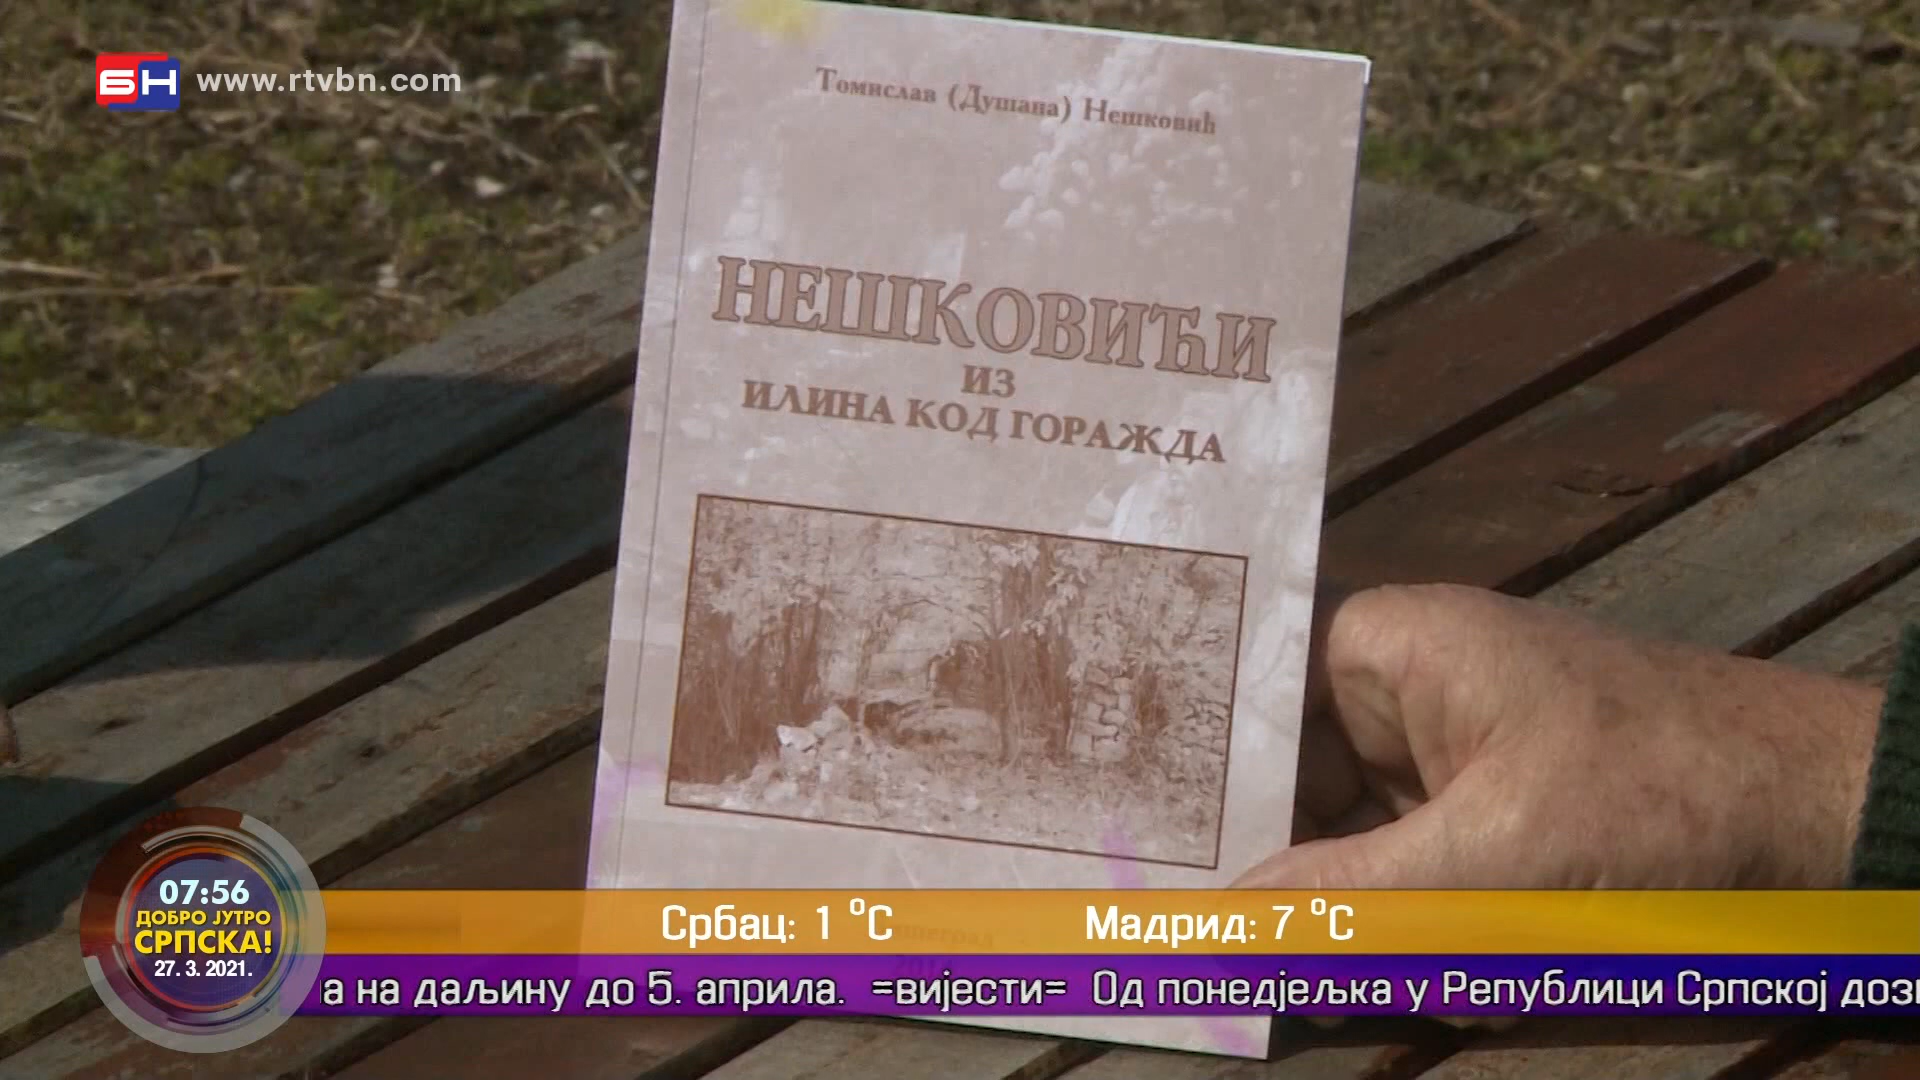 БН www.rtvbn.com
Томислав (Душана) Нешковић
НЕШКОВИЋИ
ИЗ
ИЛИНА КОД ГОРАЖДА
07:56
ДОБРО ЈУТРО
СРПСКА!
27. 3. 2021.
Србац: 1 °C Мадрид: 7 °C
на даљину до 5. априла. =вијести= Од понедјељка у Републици Српској